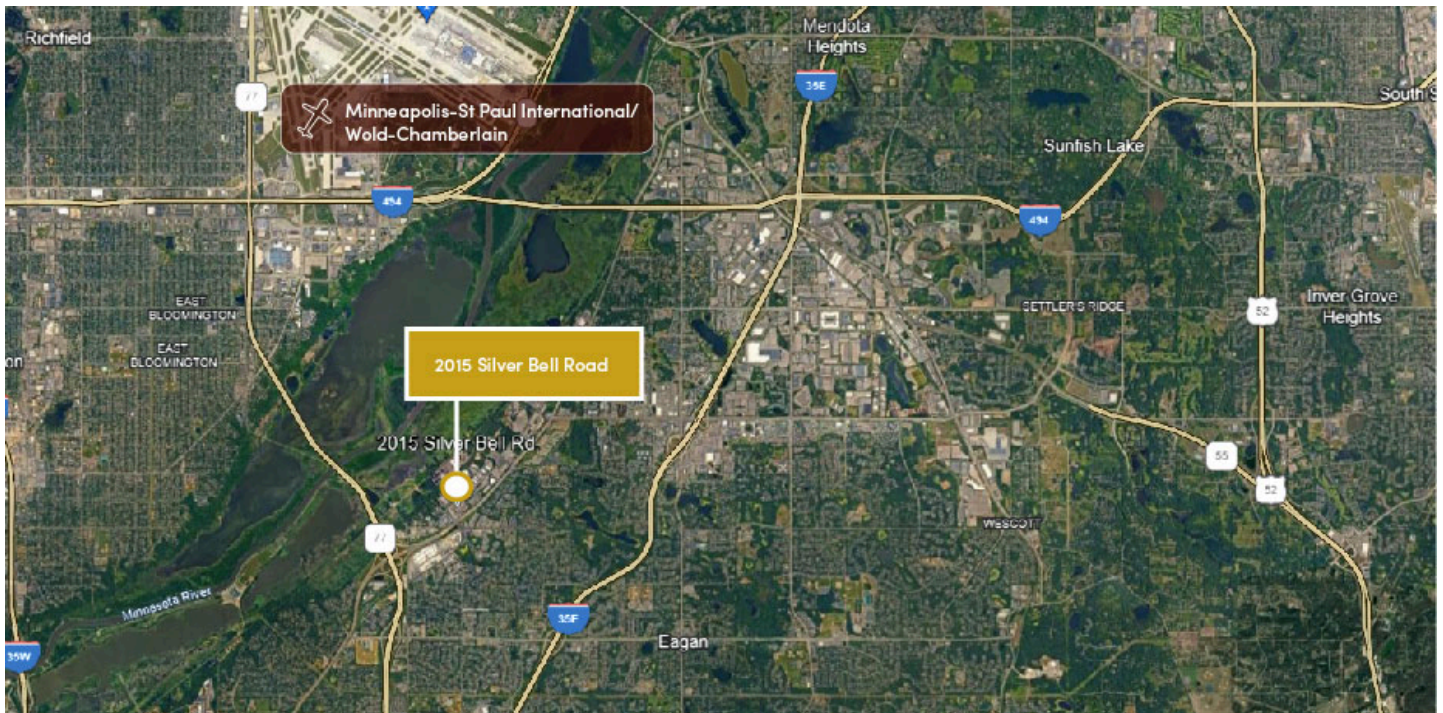 Richfield
Mendota
Heights
77
35E
Minneapolis-St Paul International/
Wold-Chamberlain
South S
Sunfish Lake
494
494
EAST
BLOOMINGTON
SETTLER'S RIDGE
52
Inver Grove
Heights
EAST
BLOOMINGTON
on
2015 Silver Bell Road
2015 Silver Bell Rd
55
52
WESCOTT
77
Minnesota River
35E
Eagan
35W